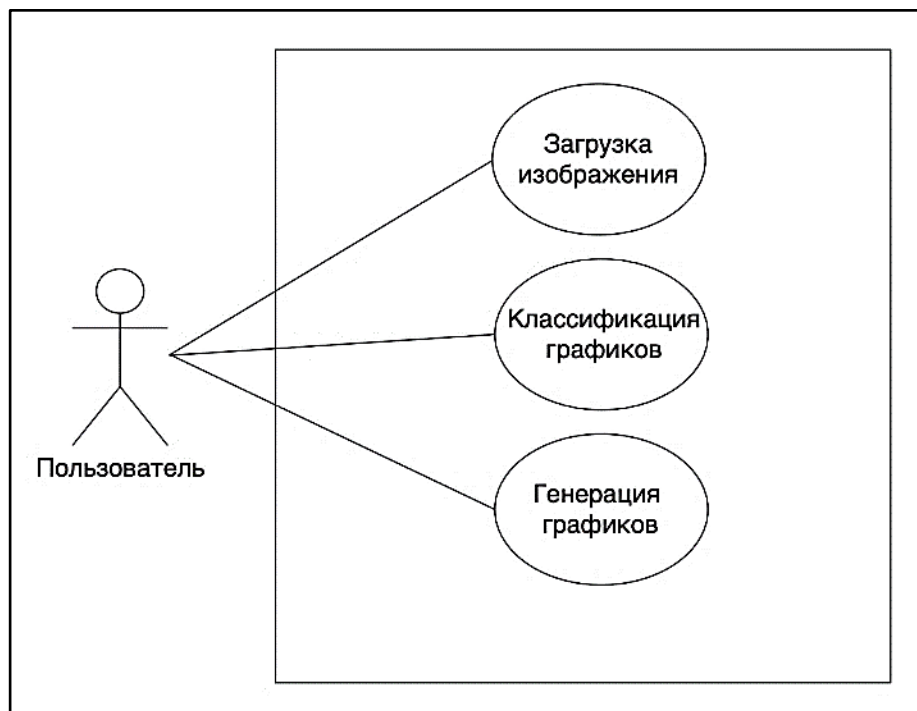 Загрузка
изображения
Классификация
графиков
Пользователь
Генерация
графиков